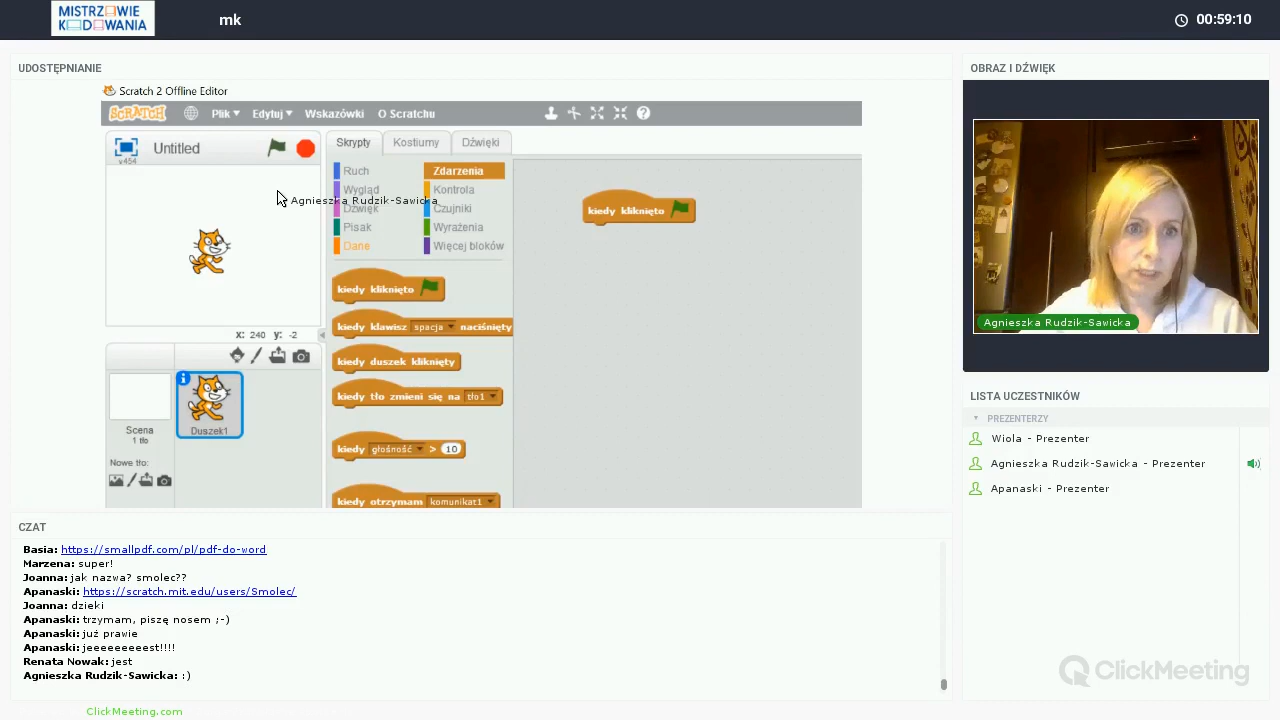 MISTRZOWIE
KODOWANIA
mk
00:59:10
UDOSTĘPNIANIE
Scratch 2 Offline Editor
SCRATCH
Plik
Edytuj
Wskazówki
O Scratchu
v454
Untitled
Skrypty
Kostiumy
Dźwięki
Ruch
Zdarzenia
Wygląd
Kontrola
Agnieszka Rudzik-Sawicka
Dźwięk
Czujniki
Pisak
Wyrażenia
Dane
Więcej bloków
kiedy kliknięto
kiedy klawisz spacja naciśnięty
kiedy duszek kliknięty
kiedy tło zmieni się na tło1
kiedy głośność > 10
kiedy otrzymam komunikat1
kiedy kliknięto
x: 240 y: -2
Scena
1 tło
Duszek1
Nowe tło:
OBRAZ I DŹWIĘK
Agnieszka Rudzik-Sawicka
LISTA UCZESTNIKÓW
PREZENTERZY
Wiola - Prezenter
Agnieszka Rudzik-Sawicka - Prezenter
Apanaski - Prezenter
CZAT
Basia: https://smallpdf.com/pl/pdf-do-word
Marzena: super!
Joanna: jak nazwa? smolec??
Apanaski: https://scratch.mit.edu/users/Smolec/
Joanna: dzieki
Apanaski: trzymam, piszę nosem ;-)
Apanaski: już prawie
Apanaski: jeeeeeeeest!!!!
Renata Nowak: jest
Agnieszka Rudzik-Sawicka: :)
ClickMeeting
ClickMeeting.com